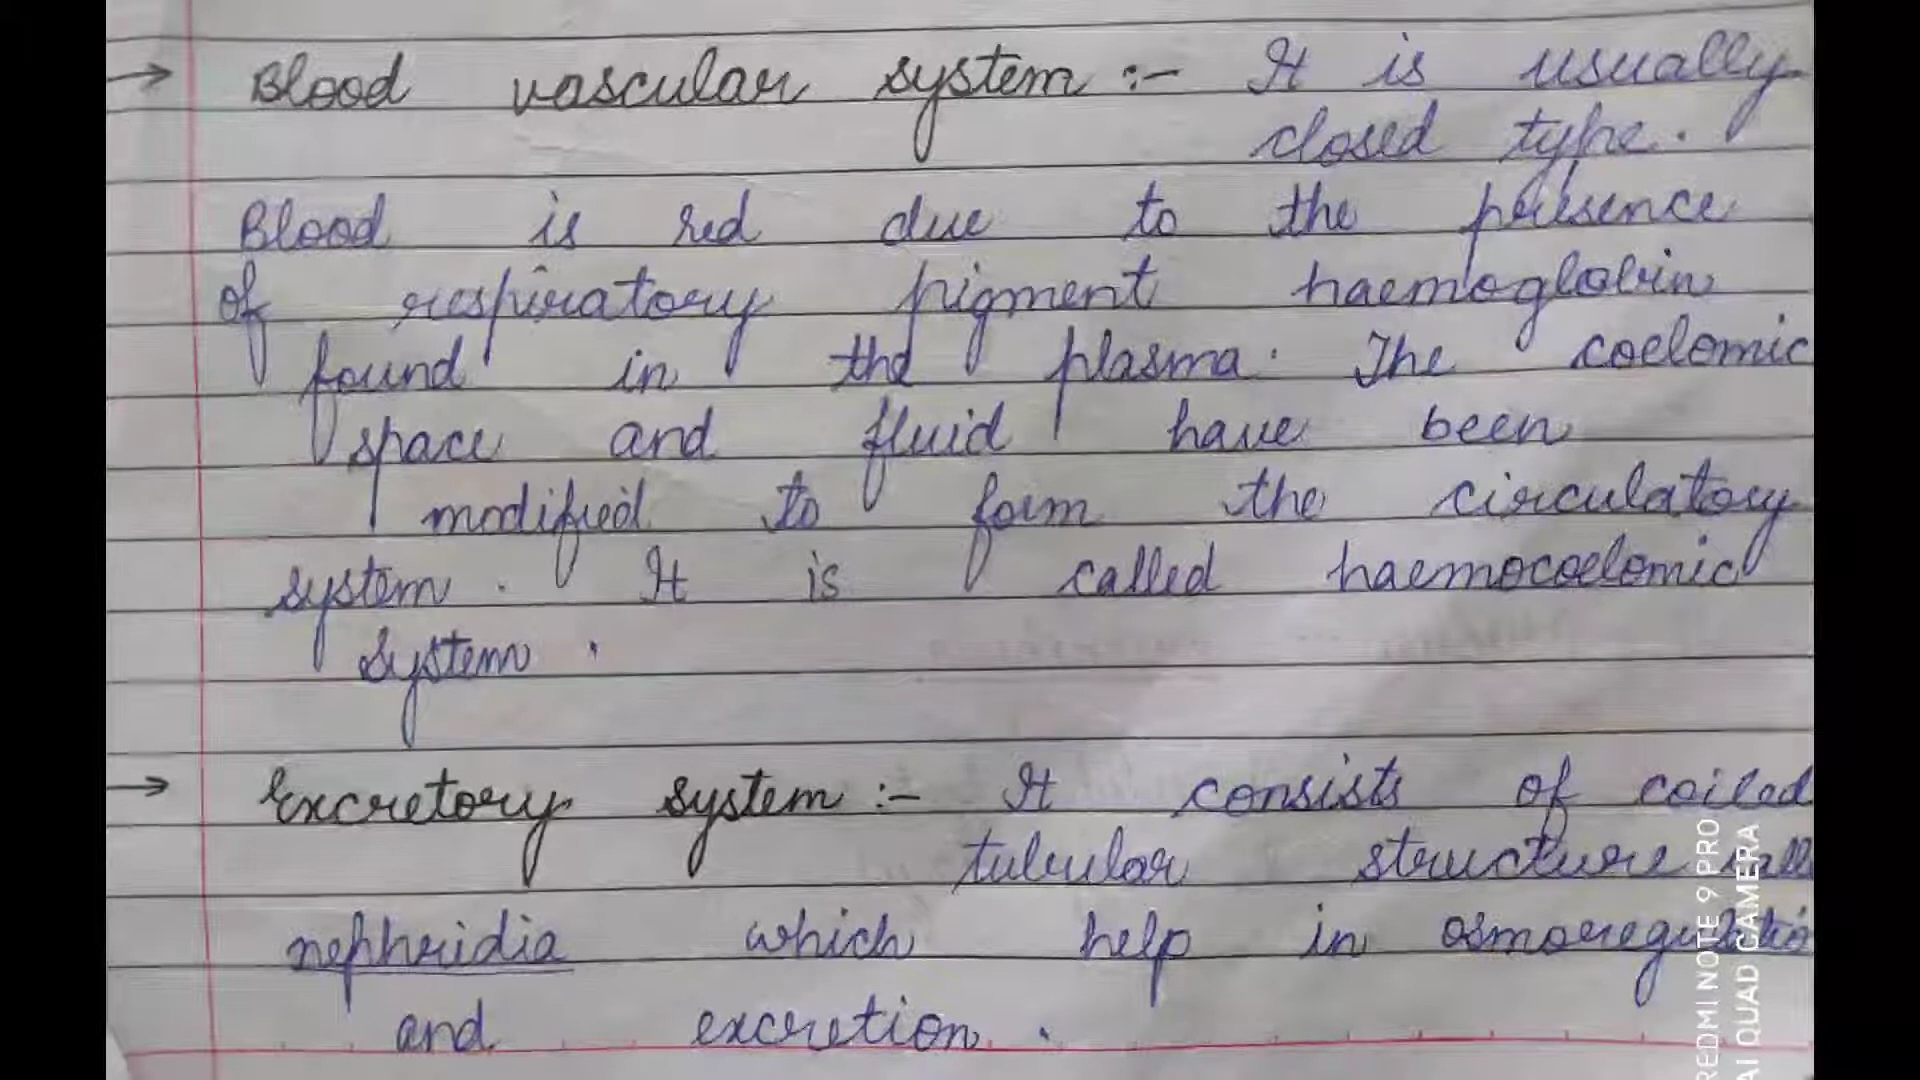 → Blood vascular system :- It is usually
closed type.
Blood is red due to the presence
of respiratory pigment haemoglobin
found in the plasma. The coelomic
space and fluid have been
modified to form the circulatory
system. It is called haemocoelomic
system.
→ Excretory system :- It consists of coiled
tubular structure call
nephridia which help in osmoregulatio
and excretion.
REDMI NOTE 9 PRO
AI QUAD CAMERA